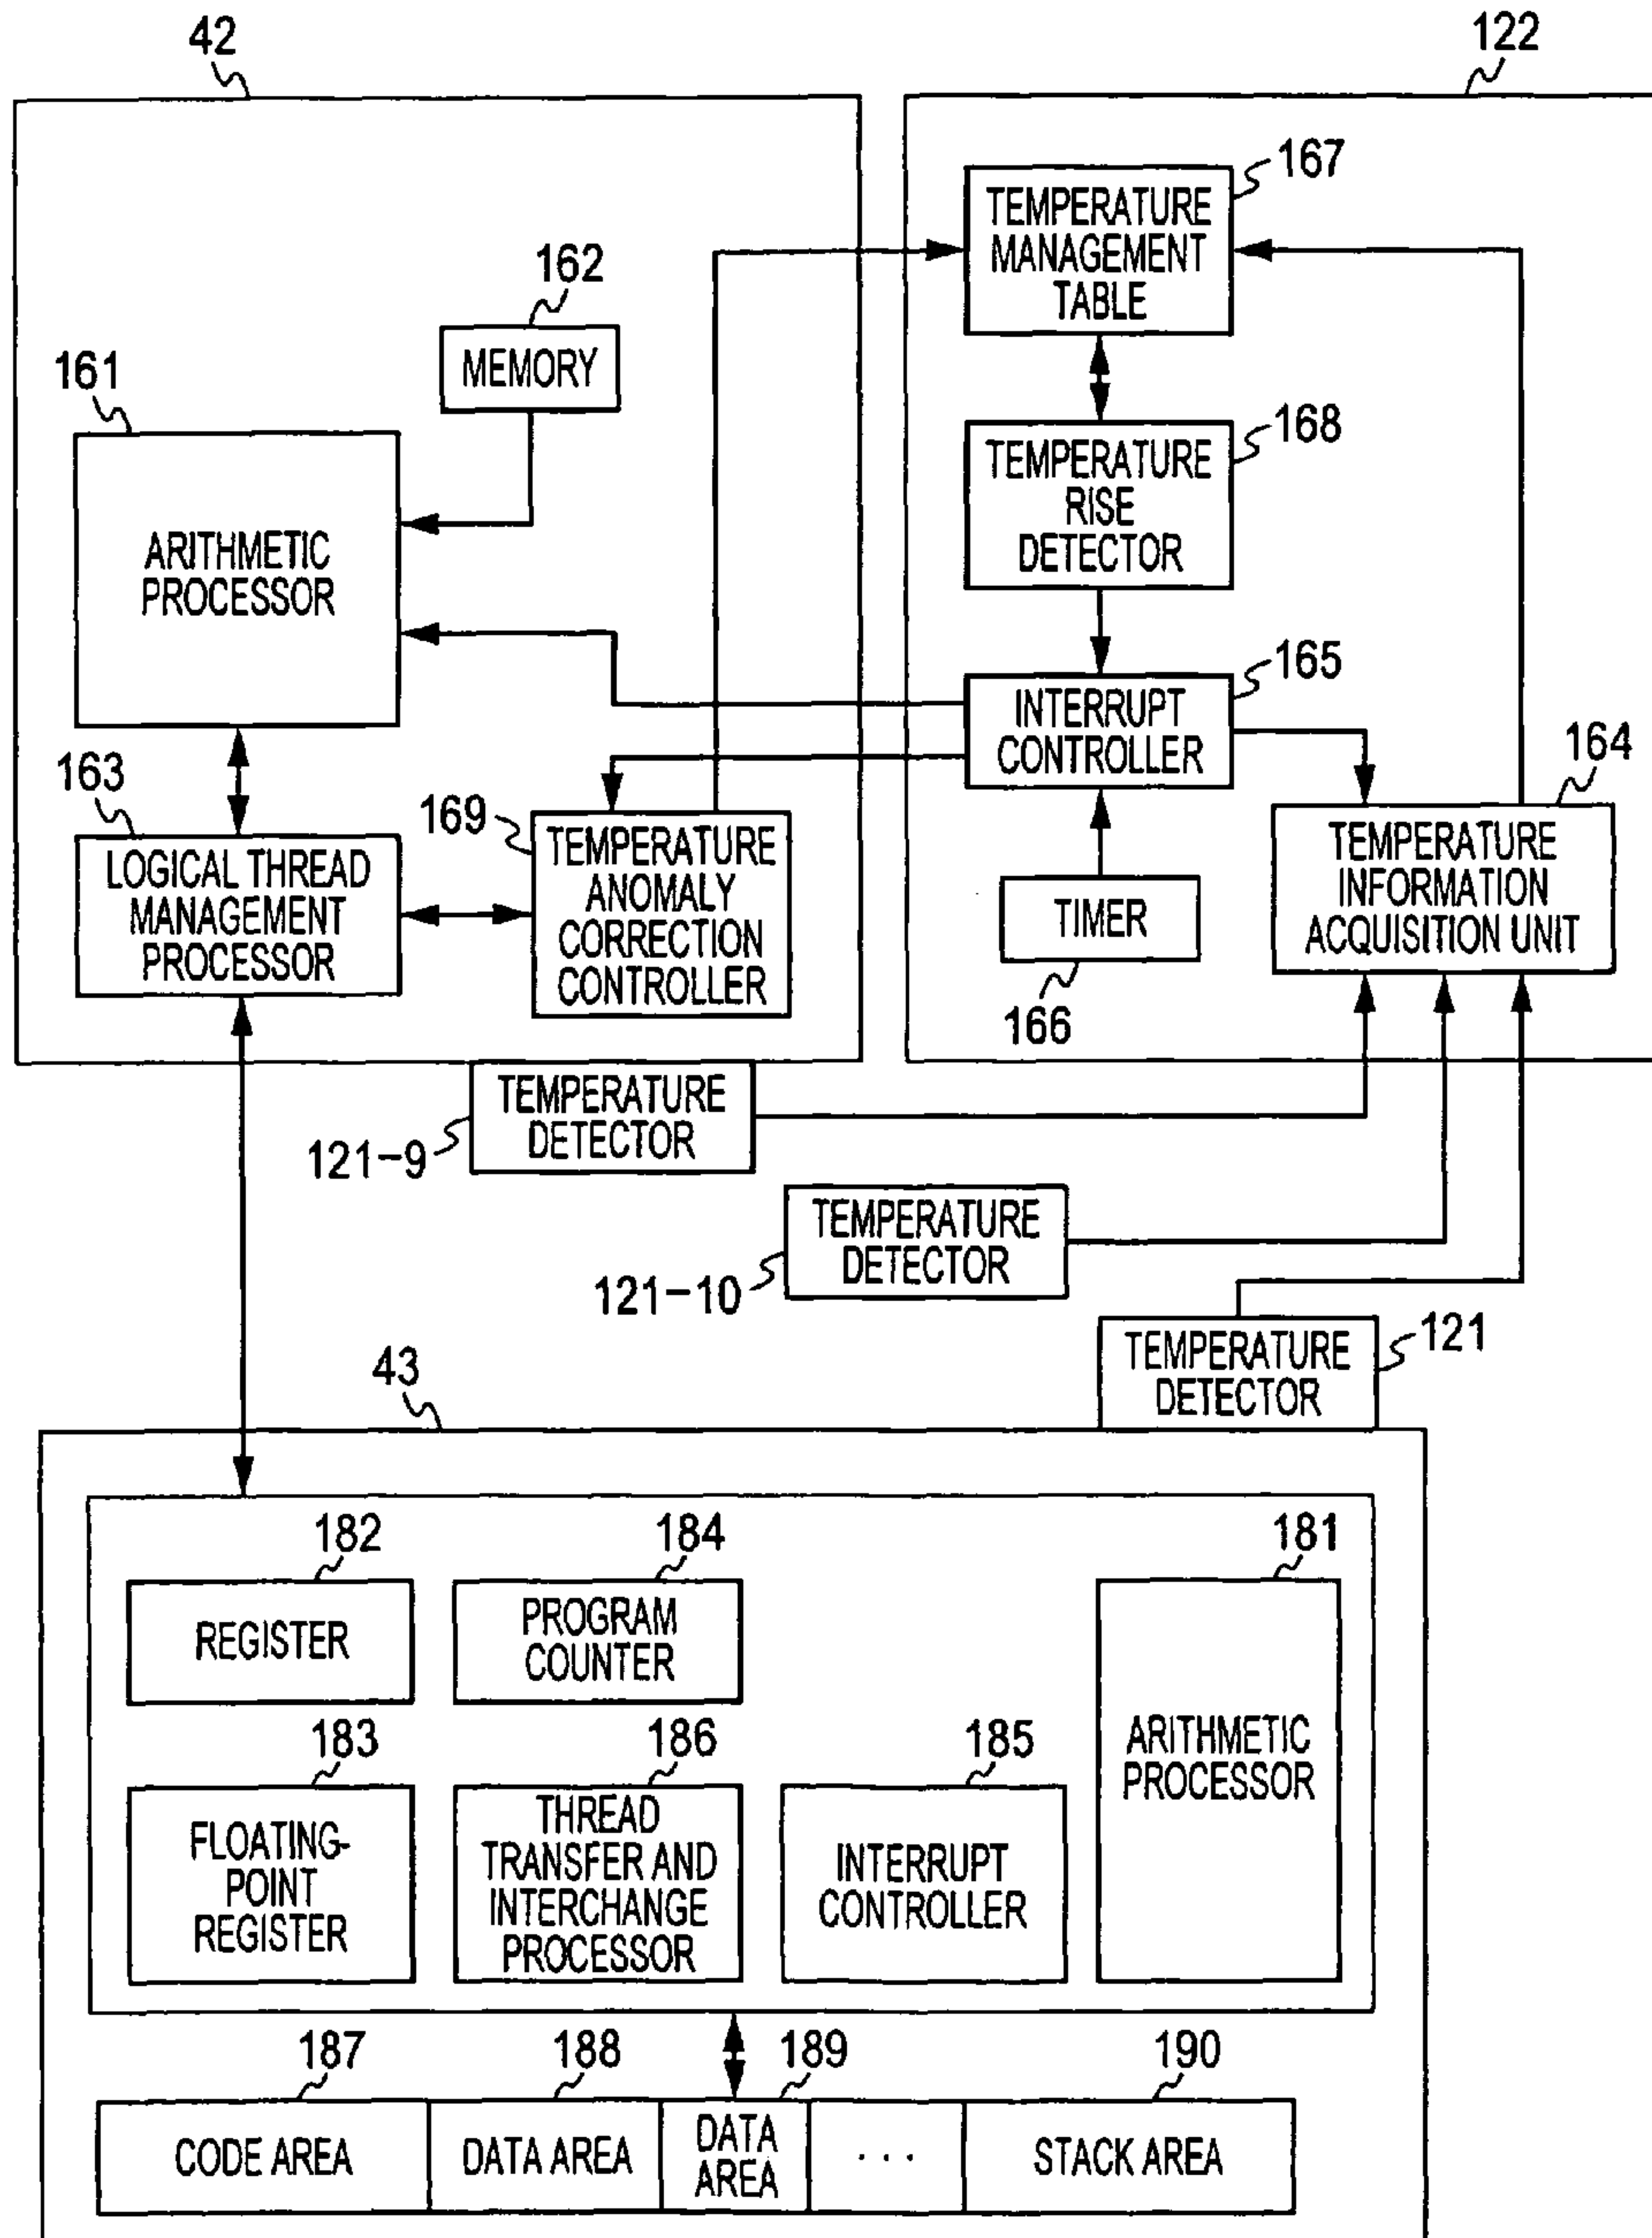 42
122
167
TEMPERATURE
MANAGEMENT
TABLE
162
MEMORY
161
ARITHMETIC
PROCESSOR
168
TEMPERATURE
RISE
DETECTOR
165
INTERRUPT
CONTROLLER
164
TEMPERATURE
INFORMATION
ACQUISITION UNIT
163
LOGICAL THREAD
MANAGEMENT
PROCESSOR
169
TEMPERATURE
ANOMALY
CORRECTION
CONTROLLER
TIMER
166
TEMPERATURE
DETECTOR
121-9
TEMPERATURE
DETECTOR
121-10
TEMPERATURE
DETECTOR
121
43
182
REGISTER
184
PROGRAM
COUNTER
181
ARITHMETIC
PROCESSOR
183
FLOATING-
POINT
REGISTER
186
THREAD
TRANSFER AND
INTERCHANGE
PROCESSOR
185
INTERRUPT
CONTROLLER
187
CODE AREA
188
DATA AREA
189
DATA
AREA
...
190
STACK AREA